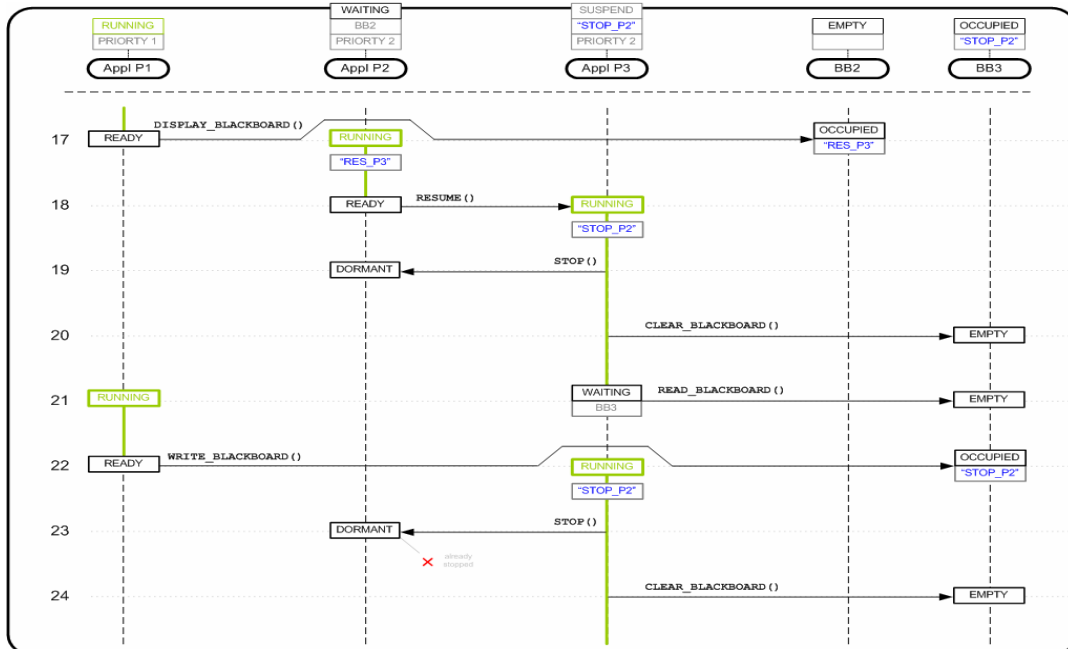 RUNNING
PRIORTY 1
Appl P1
WAITING
BB2
PRIORITY 2
Appl P2
SUSPEND
"STOP_P2"
PRIORITY 2
Appl P3
EMPTY
BB2
OCCUPIED
"STOP_P2"
BB3
17
READY
DISPLAY_BLACKBOARD()
RUNNING
"RES_P3"
OCCUPIED
"RES_P3"
18
READY
RESUME()
RUNNING
"STOP_P2"
19
DORMANT
STOP()
20
CLEAR_BLACKBOARD()
EMPTY
21
RUNNING
WAITING
BB3
READ_BLACKBOARD()
EMPTY
22
READY
WRITE_BLACKBOARD()
RUNNING
"STOP_P2"
OCCUPIED
"STOP_P2"
23
DORMANT
STOP()
already
stopped
24
CLEAR_BLACKBOARD()
EMPTY